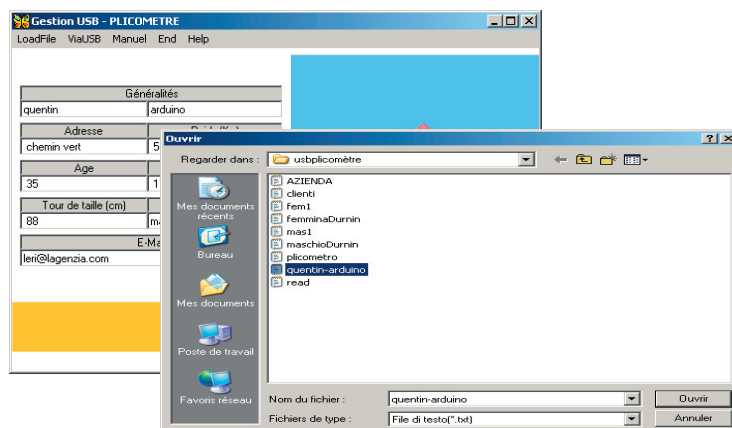 Gestion USB - PLICOMETRE
LoadFile ViaUSB Manuel End Help
Généralités
quentin arduino
Adresse
chemin vert 5
Age
35 1
Tour de taille (cm)
88
leri@lagenzia.com
Ouvrir
Regarder dans : usbplicomètre
Mes documents récents
Bureau
Mes documents
Poste de travail
Favoris réseau
AZIENDA
clienti
fem1
femminaDurnin
mas1
maschioDurnin
plicometro
quentin-arduino
read
Nom du fichier : quentin-arduino Ouvrir
Fichiers de type : File di testo(*.txt) Annuler